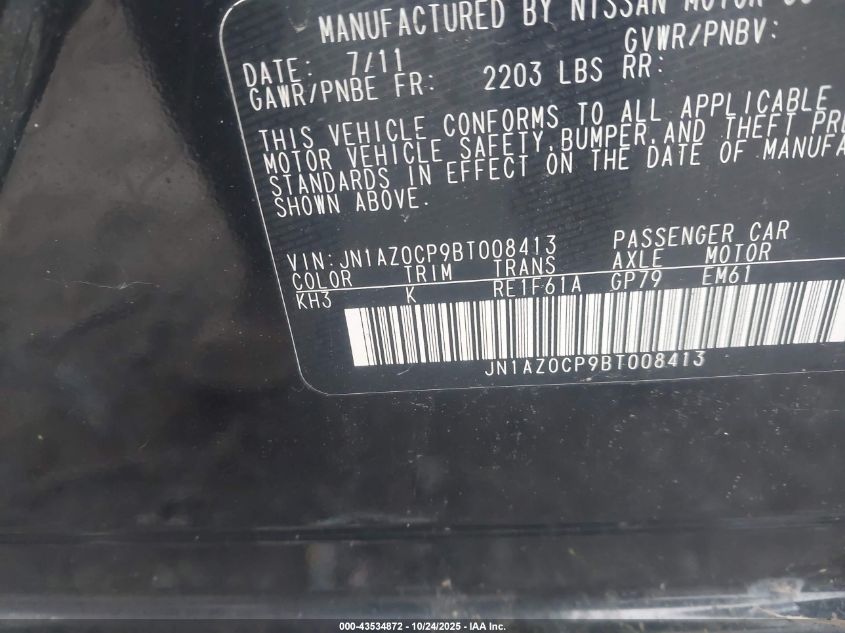 MANUFACTURED BY NISSAN MOTOR CO
GVWR/PNBV:
DATE: 7/11
GAWR/PNBE FR: 2203 LBS RR:
THIS VEHICLE CONFORMS TO ALL APPLICABLE
MOTOR VEHICLE SAFETY, BUMPER, AND THEFT PRE
STANDARDS IN EFFECT ON THE DATE OF MANUFA
SHOWN ABOVE.
VIN: JN1AZ0CP9BT008413 PASSENGER CAR
COLOR TRIM TRANS AXLE MOTOR
KH3 K RE1F61A GP79 EM61
JN1AZ0CP9BT008413
000-43534872 - 10/24/2025 - IAA Inc.